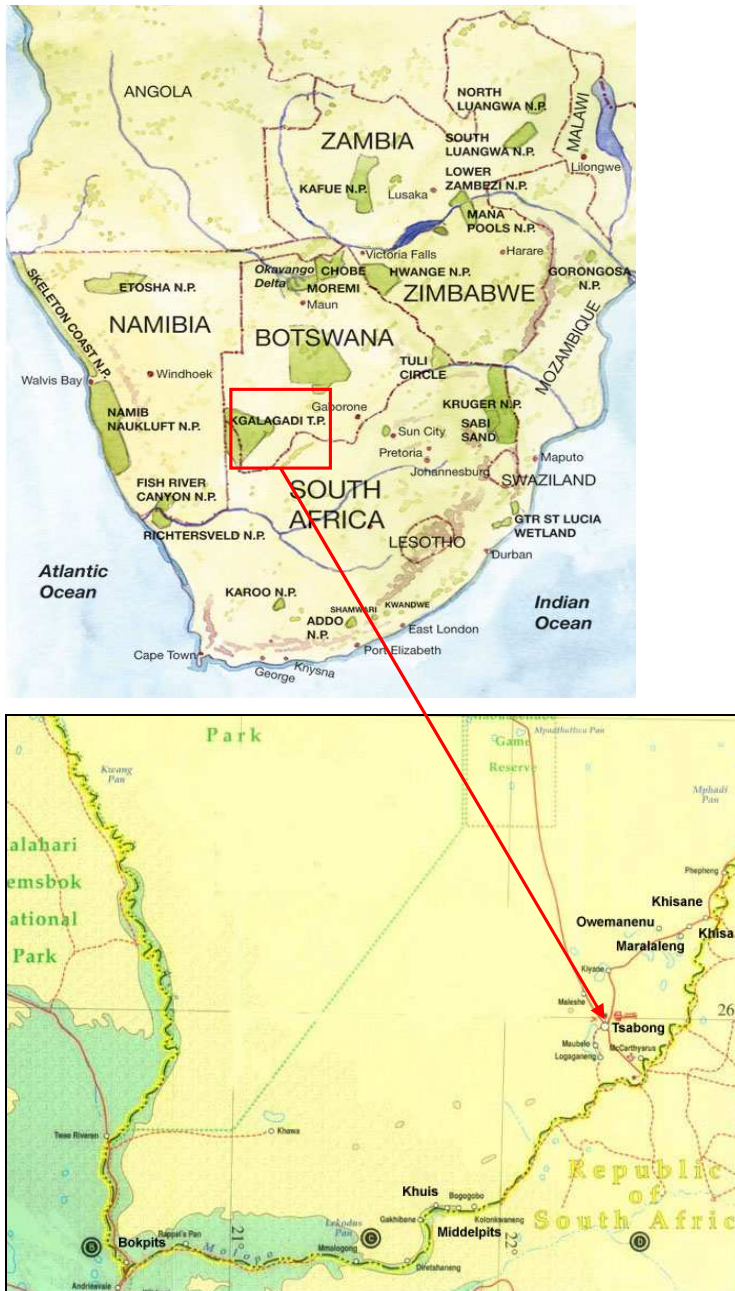 ANGOLA
NORTH
LUANGWA N.P.
MALAWI
ZAMBIA
SOUTH
LUANGWA N.P.
Lilongwe
LOWER
ZAMBEZI N.P.
KAFUE N.P.
Lusaka
MANA
POOLS N.P.
Victoria Falls
Harare
Okavango
Delta
CHOBE
HWANGE N.P.
GORONGOSA
N.P.
SKELETON COAST N.P.
ETOSHA N.P.
MOREMI
ZIMBABWE
Maun
NAMIBIA
BOTSWANA
MOZAMBIQUE
TULI
CIRCLE
Walvis Bay
Windhoek
KRUGER N.P.
NAMIB
NAUKLUFT N.P.
Gaborone
KGALAGADI T.P.
SABI
SAND
Sun City
Pretoria
Johannesburg
Maputo
SWAZILAND
FISH RIVER
CANYON N.P.
SOUTH
AFRICA
GTR ST LUCIA
WETLAND
RICHTERSVELD N.P.
LESOTHO
Durban
Atlantic
Ocean
KAROO N.P.
SHAMWARI
KWANDWE
Indian
Ocean
ADDO
N.P.
East London
Cape Town
Port Elizabeth
George
Knysna
Park
Game
Reserve
Kwang
Pan
Mphadi
Pan
alahari
emsbok
ational
Park
Phepheng
Khisane
Owemanenu
Khisa
Maralaleng
Kiyane
Maleshe
26
Tsabong
Maubelo
McCarthysrus
Logaganeng
Twee Rivieren
Khawa
Republic
of
South Afric
Khuis
Bogogobo
Gakhibane
Middelpits
Kolonkwaneng
Lekodus
Pan
21°
22°
Rappel's Pan
Bokpits
S
Molopo
C
D
Mmalogong
Diretshaneng
Andriesvale